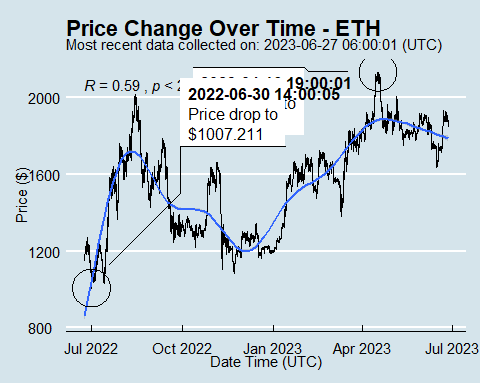 Price Change Over Time - ETH
Most recent data collected on: 2023-06-27 06:00:01 (UTC)
R = 0.59 , p < 2
19:00:01
2022-06-30 14:00:05
to
Price drop to
$1007.211
Price ($)
2000
1600
1200
800
Jul 2022
Oct 2022
Jan 2023
Apr 2023
Jul 2023
Date Time (UTC)